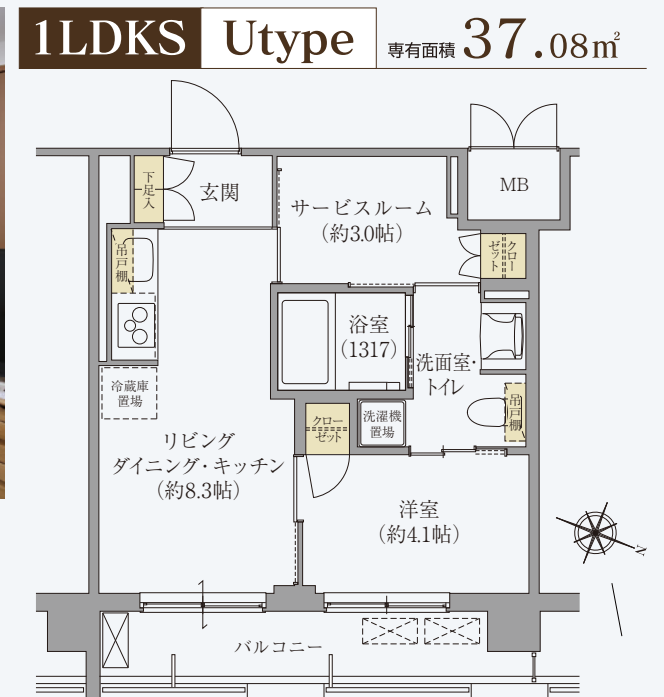 1LDKS Utype 専有面積 37.08㎡
下足入
玄関
サービスルーム
(約3.0帖)
MB
吊戸棚
クローゼット
浴室
(1317)
洗面室・
トイレ
冷蔵庫
置場
クロー
ゼット
洗濯機
置場
吊戸棚
リビング
ダイニング・キッチン
(約8.3帖)
洋室
(約4.1帖)
N
バルコニー